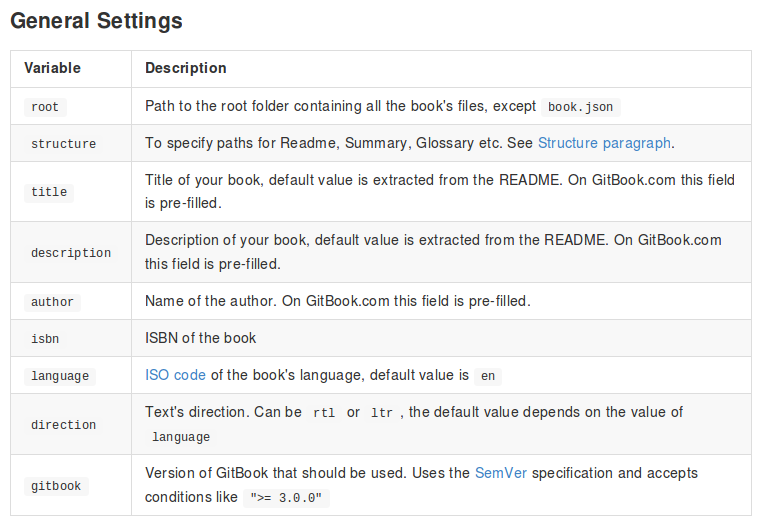 General Settings
Variable Description
root Path to the root folder containing all the book's files, except book.json
structure To specify paths for Readme, Summary, Glossary etc. See Structure paragraph.
title Title of your book, default value is extracted from the README. On GitBook.com this field
is pre-filled.
description Description of your book, default value is extracted from the README. On GitBook.com
this field is pre-filled.
author Name of the author. On GitBook.com this field is pre-filled.
isbn ISBN of the book
language ISO code of the book's language, default value is en
direction Text's direction. Can be rtl or ltr , the default value depends on the value of
language
gitbook Version of GitBook that should be used. Uses the SemVer specification and accepts
conditions like ">= 3.0.0"